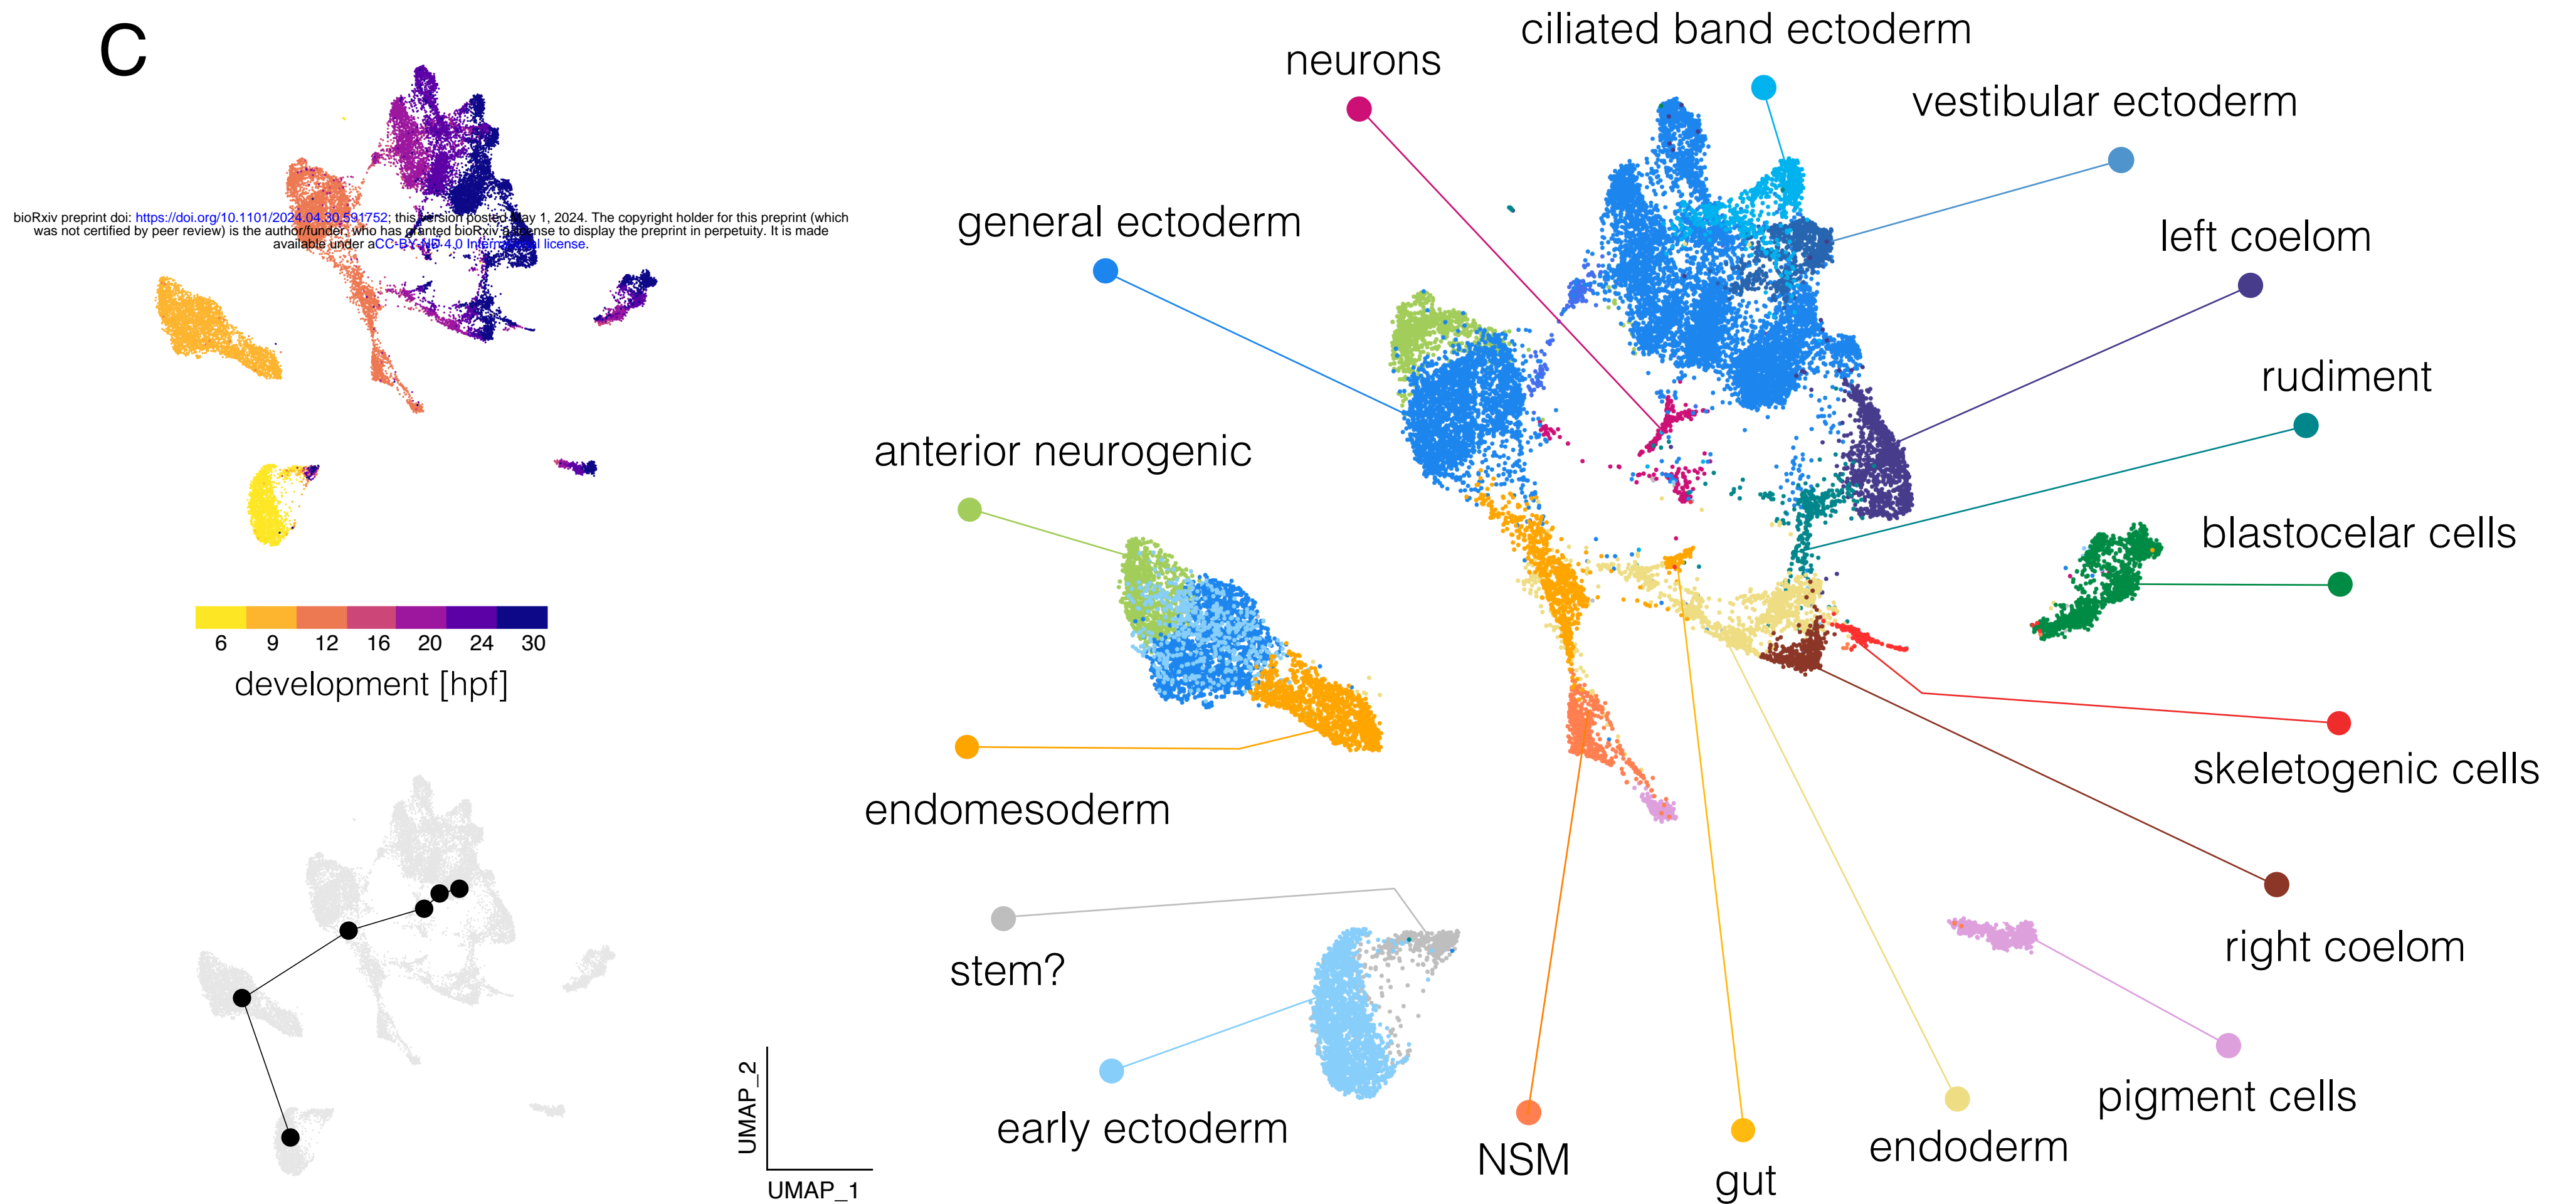 C
neurons
ciliated band ectoderm
vestibular ectoderm
general ectoderm
left coelom
bioRxiv preprint doi: https://doi.org/10.1101/2024.04.30.591752; this version posted May 1, 2024. The copyright holder for this preprint (which
was not certified by peer review) is the author/funder, who has granted bioRxiv a license to display the preprint in perpetuity. It is made
available under aCC-BY-ND 4.0 International license.
rudiment
anterior neurogenic
blastocelar cells
6 9 12 16 20 24 30
development [hpf]
endomesoderm
skeletogenic cells
stem?
right coelom
early ectoderm
pigment cells
NSM
gut
endoderm
UMAP_2
UMAP_1